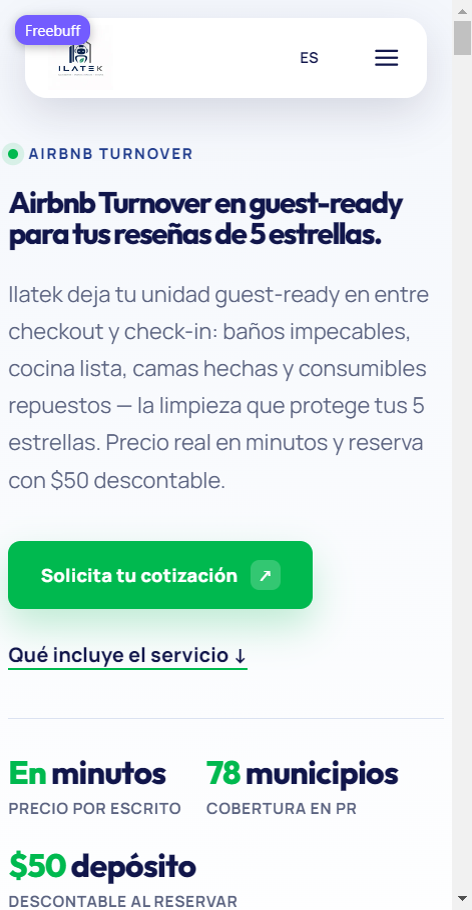 Freebuff
ILATEK
ES
AIRBNB TURNOVER
Airbnb Turnover en guest-ready
para tus reseñas de 5 estrellas.
Ilatek deja tu unidad guest-ready en entre
checkout y check-in: baños impecables,
cocina lista, camas hechas y consumibles
repuestos — la limpieza que protege tus 5
estrellas. Precio real en minutos y reserva
con $50 descontable.
Solicita tu cotización ↗
Qué incluye el servicio ↓
En minutos
PRECIO POR ESCRITO
78 municipios
COBERTURA EN PR
$50 depósito
DESCONTABLE AL RESERVAR